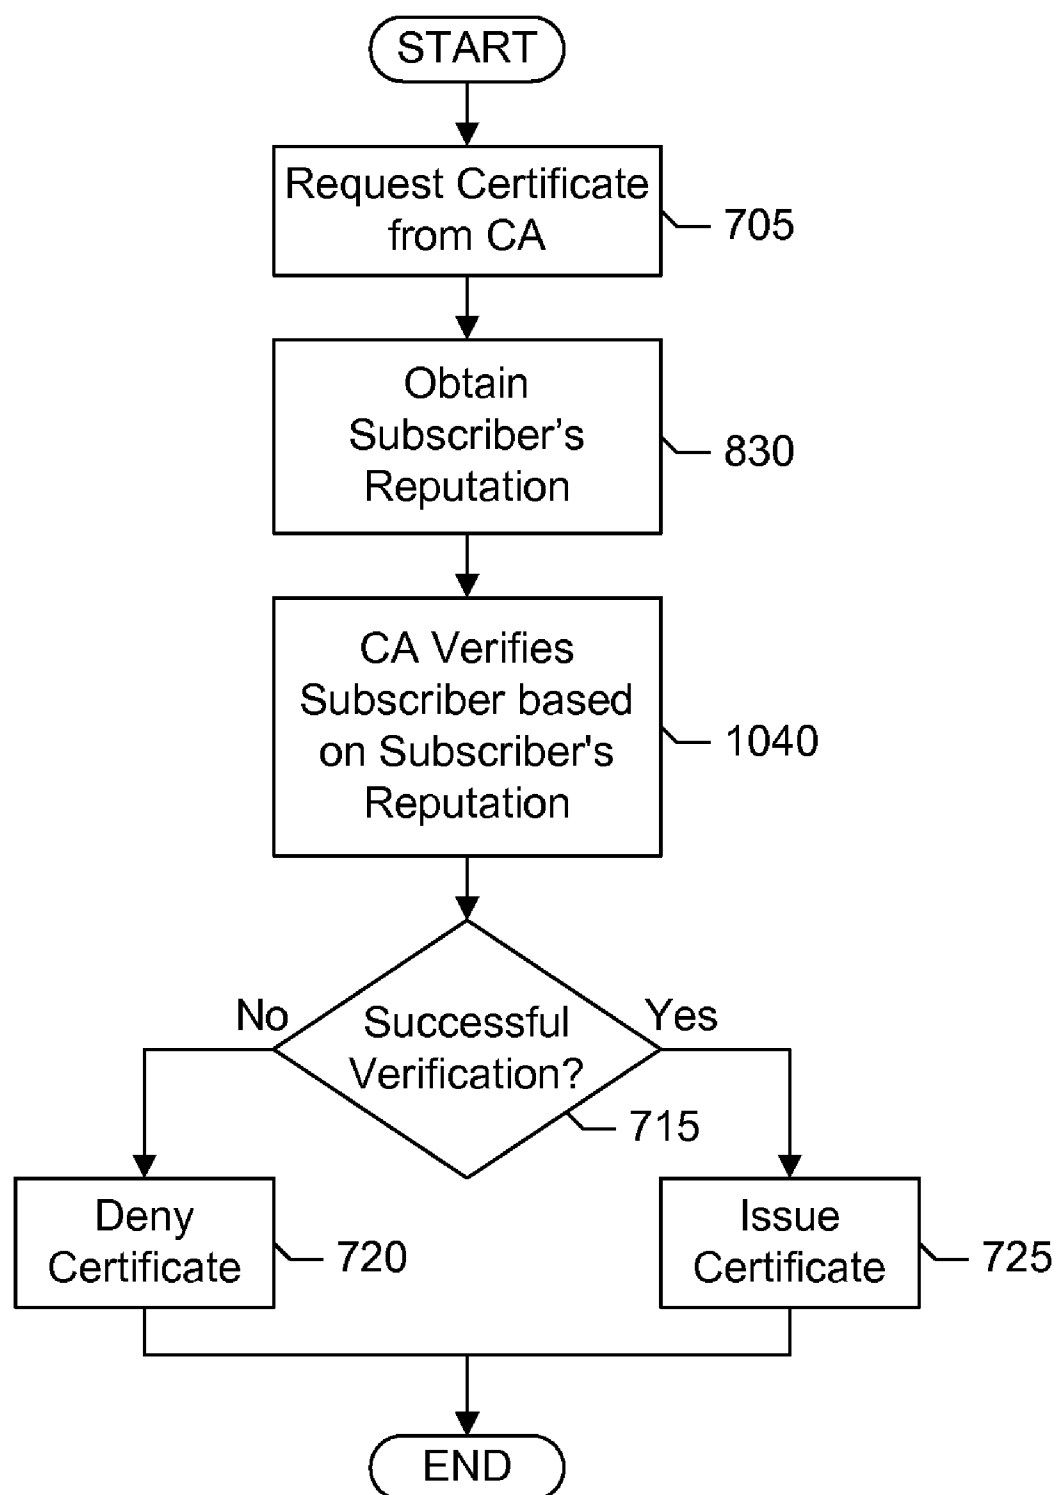 START
Request Certificate
from CA
705
Obtain
Subscriber’s
Reputation
830
CA Verifies
Subscriber based
on Subscriber's
Reputation
1040
No
Yes
Successful
Verification?
715
Deny
Certificate
720
Issue
Certificate
725
END